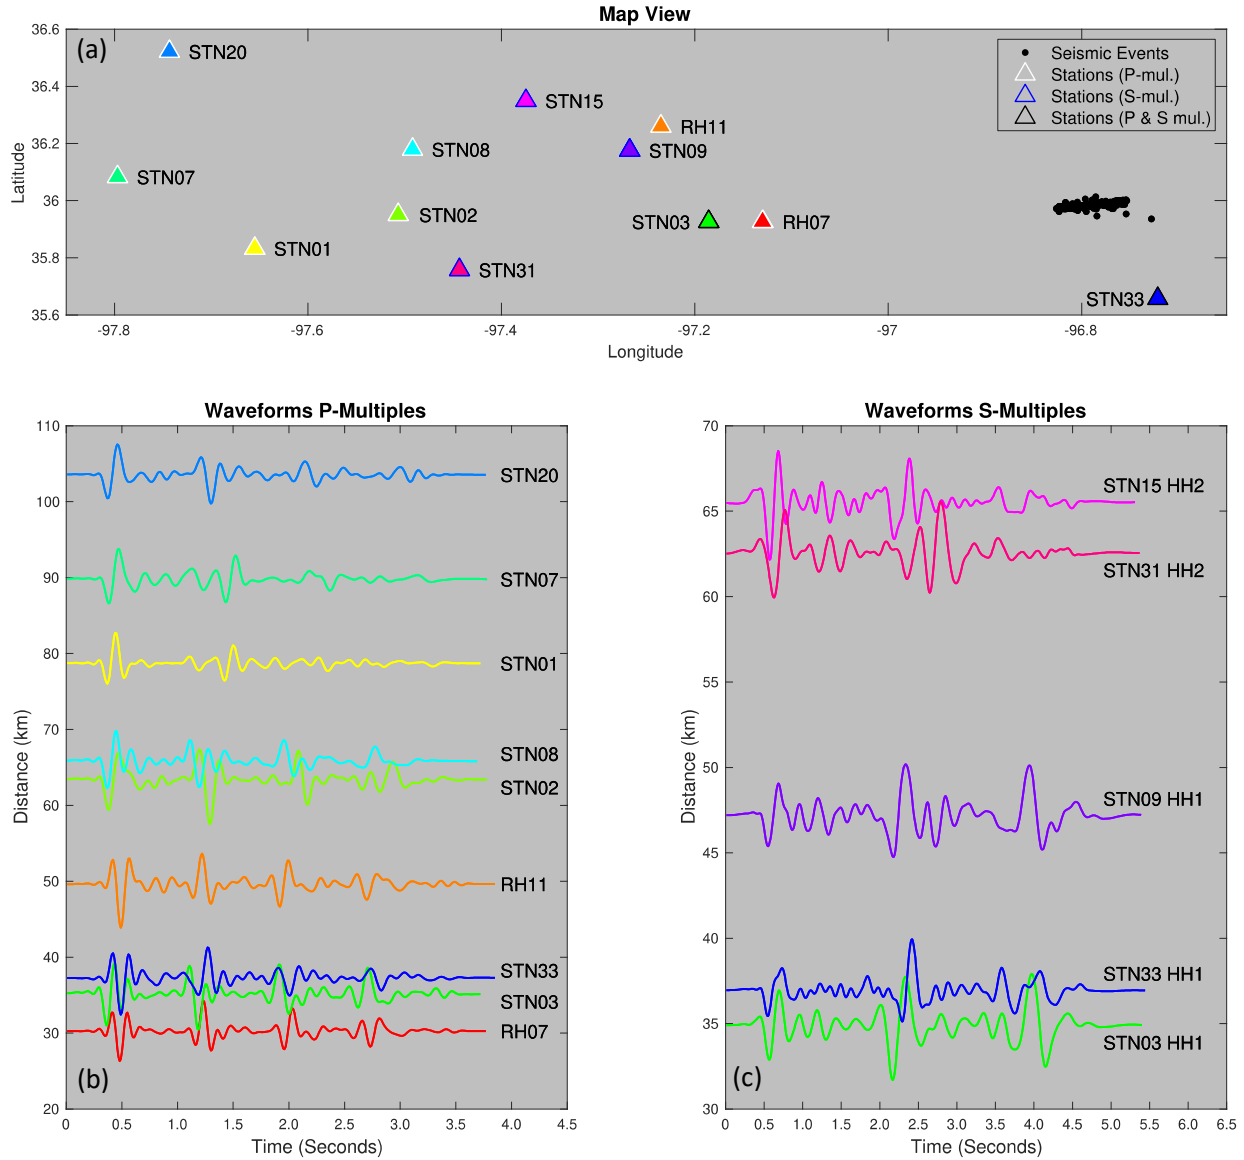 Map View
(a)
36.6
36.4
36.2
36
35.8
35.6
Latitude
STN20
STN15
RH11
STN08
STN09
STN07
STN02
STN03
RH07
STN01
STN31
STN33
Seismic Events
Stations (P-mul.)
Stations (S-mul.)
Stations (P & S mul.)
-97.8
-97.6
-97.4
-97.2
-97
-96.8
Longitude
Waveforms P-Multiples
110
100
90
80
70
60
50
40
30
20
Distance (km)
STN20
STN07
STN01
STN08
STN02
RH11
STN33
STN03
RH07
(b)
0
0.5
1.0
1.5
2.0
2.5
3.0
3.5
4.0
4.5
Time (Seconds)
Waveforms S-Multiples
70
65
60
55
50
45
40
35
30
Distance (km)
STN15 HH2
STN31 HH2
STN09 HH1
STN33 HH1
STN03 HH1
(c)
0
0.5
1.0
1.5
2.0
2.5
3.0
3.5
4.0
4.5
5.0
5.5
6.0
6.5
Time (Seconds)